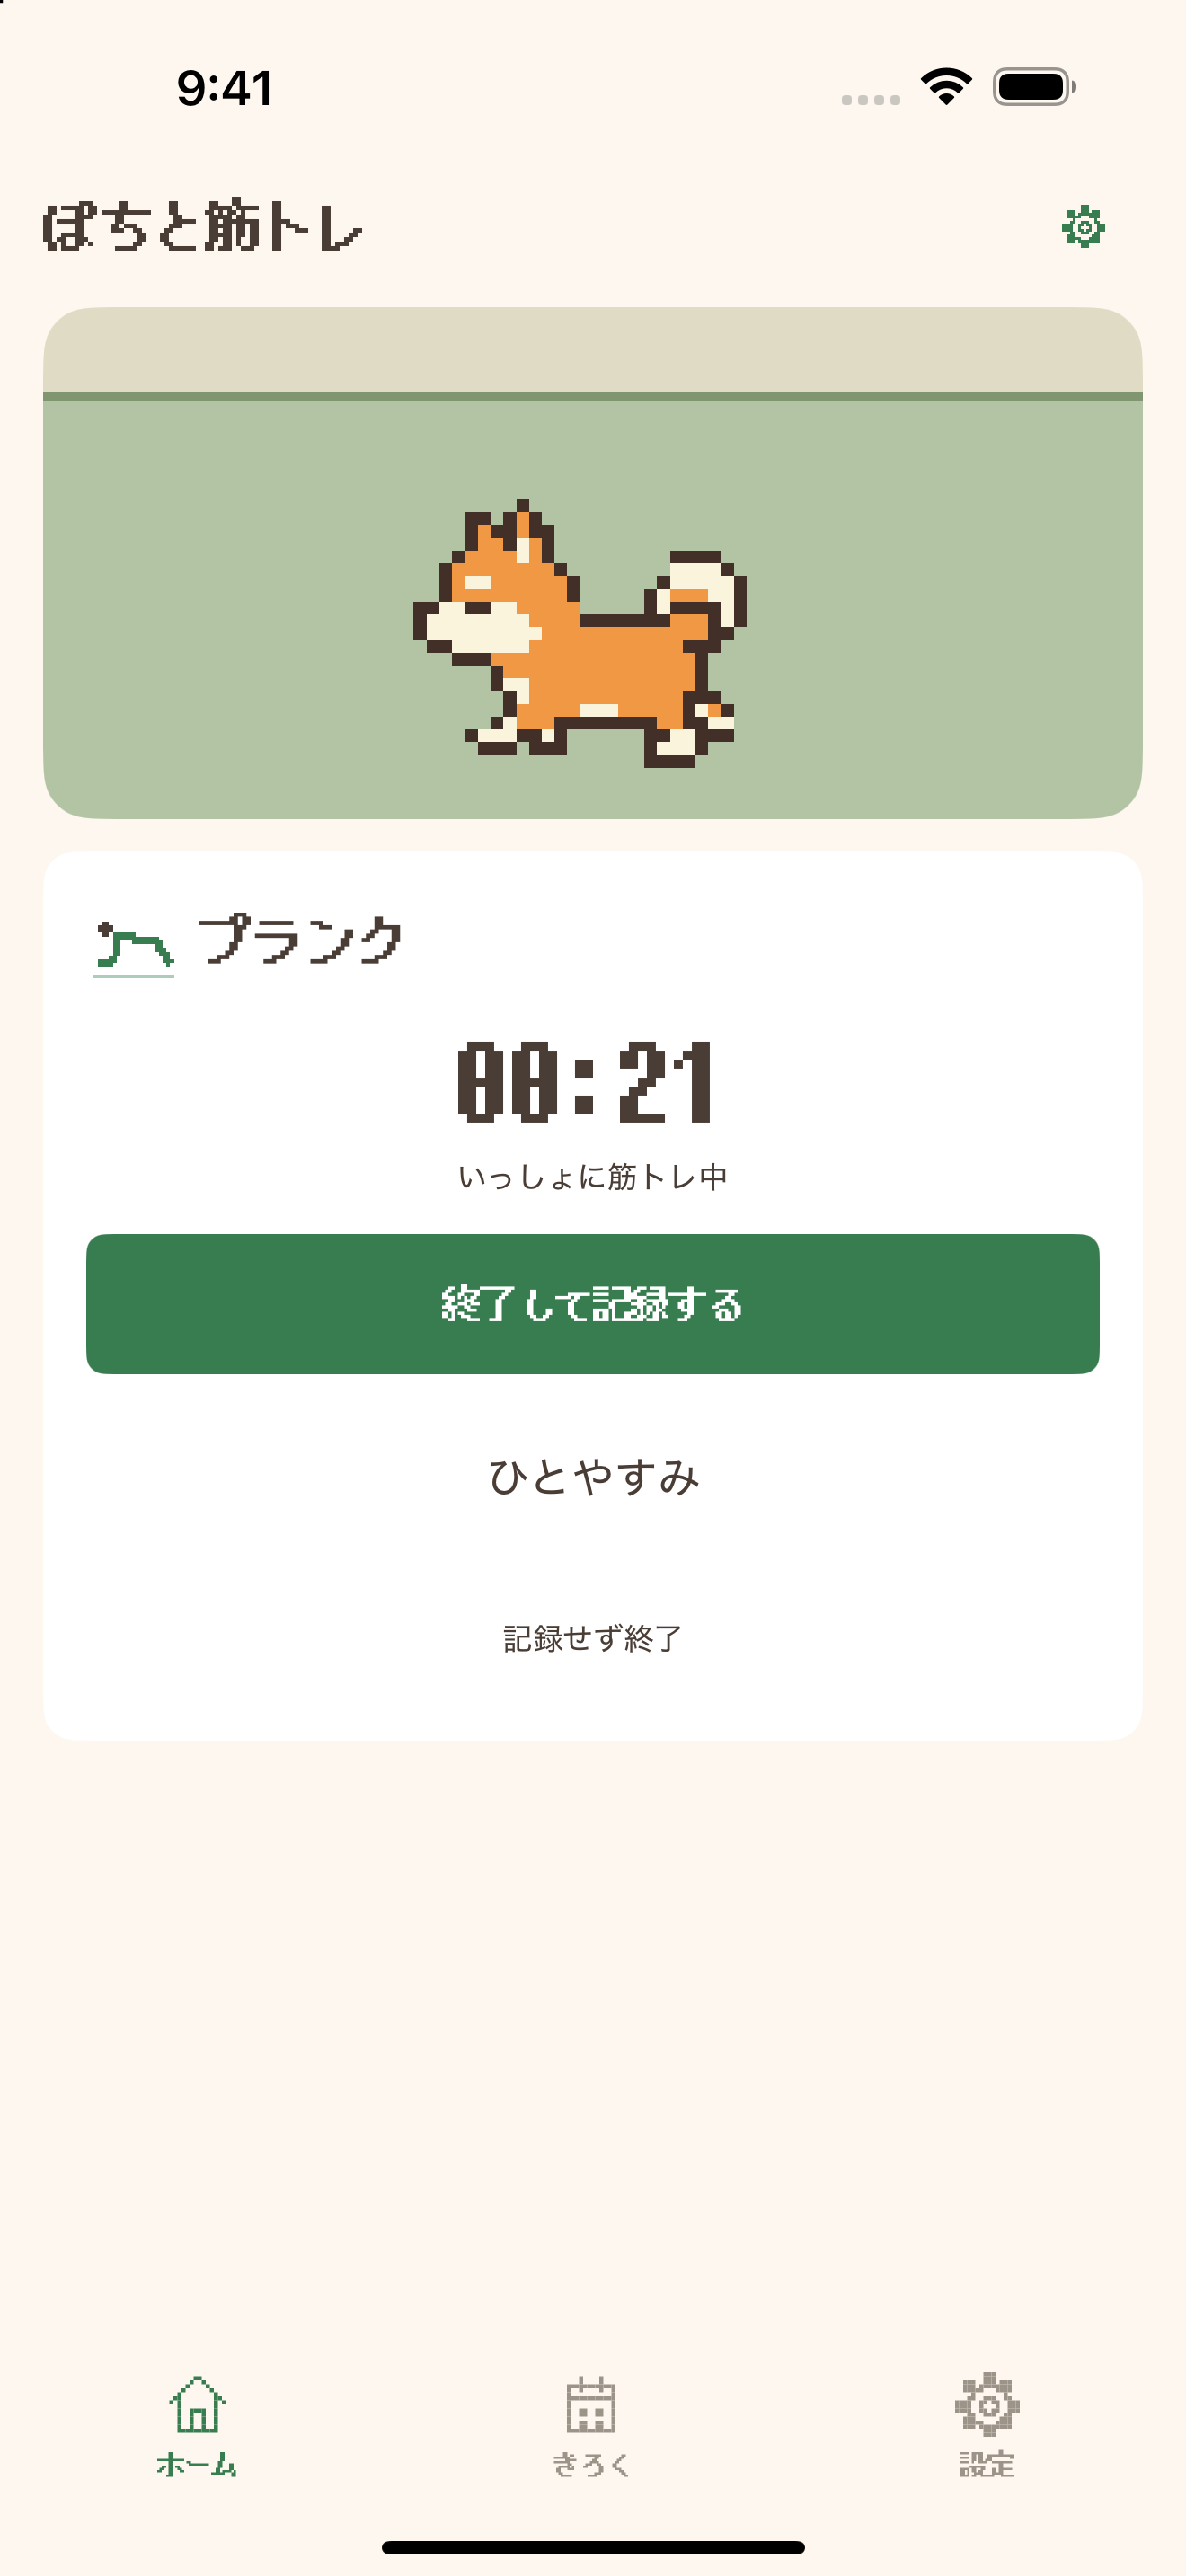 9:41
ぽちと筋トレ
プランク
00:21
いっしょに筋トレ中
終了して記録する
ひとやすみ
記録せず終了
ホーム
きろく
設定